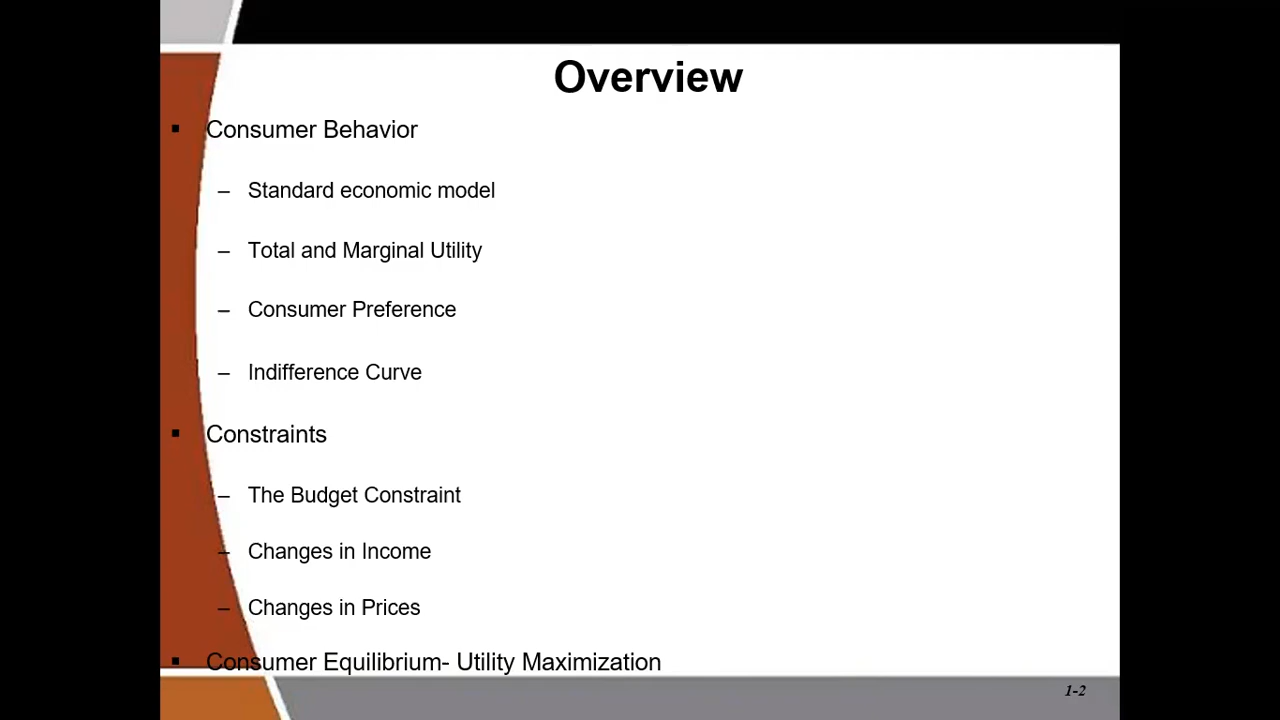 Overview
▪ Consumer Behavior
– Standard economic model
– Total and Marginal Utility
– Consumer Preference
– Indifference Curve
▪ Constraints
– The Budget Constraint
– Changes in Income
– Changes in Prices
▪ Consumer Equilibrium- Utility Maximization
1-2